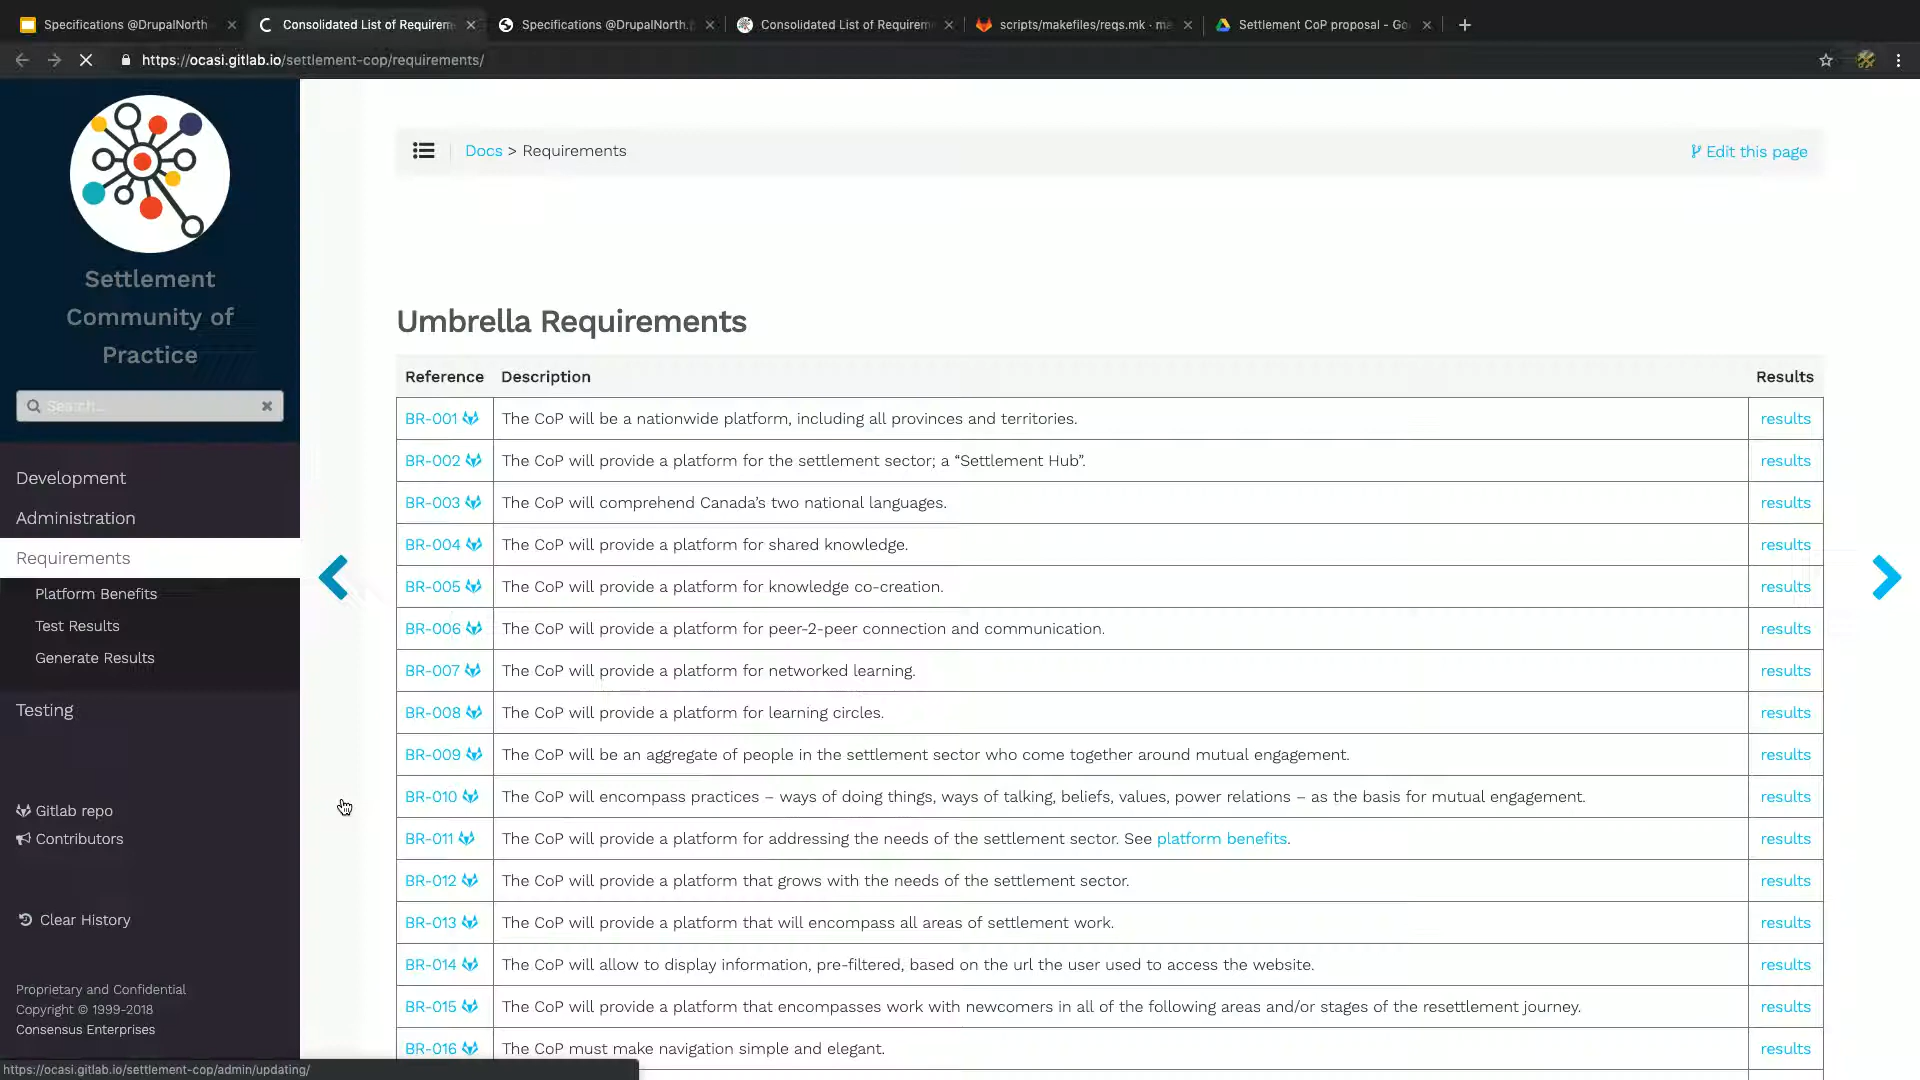 Specifications @DrupalNorth
Consolidated List of Requirem
Specifications @DrupalNorth.
Consolidated List of Requirem
scripts/makefiles/reqs.mk · ma
Settlement CoP proposal - Go
https://ocasi.gitlab.io/settlement-cop/requirements/
Settlement
Community of
Practice
Search...
Development
Administration
Requirements
Platform Benefits
Test Results
Generate Results
Testing
Gitlab repo
Contributors
Clear History
Proprietary and Confidential
Copyright © 1999-2018
Consensus Enterprises
https://ocasi.gitlab.io/settlement-cop/admin/updating/
Docs > Requirements
Edit this page
Umbrella Requirements
Reference Description Results
BR-001 The CoP will be a nationwide platform, including all provinces and territories. results
BR-002 The CoP will provide a platform for the settlement sector; a “Settlement Hub”. results
BR-003 The CoP will comprehend Canada’s two national languages. results
BR-004 The CoP will provide a platform for shared knowledge. results
BR-005 The CoP will provide a platform for knowledge co-creation. results
BR-006 The CoP will provide a platform for peer-2-peer connection and communication. results
BR-007 The CoP will provide a platform for networked learning. results
BR-008 The CoP will provide a platform for learning circles. results
BR-009 The CoP will be an aggregate of people in the settlement sector who come together around mutual engagement. results
BR-010 The CoP will encompass practices – ways of doing things, ways of talking, beliefs, values, power relations – as the basis for mutual engagement. results
BR-011 The CoP will provide a platform for addressing the needs of the settlement sector. See platform benefits. results
BR-012 The CoP will provide a platform that grows with the needs of the settlement sector. results
BR-013 The CoP will provide a platform that will encompass all areas of settlement work. results
BR-014 The CoP will allow to display information, pre-filtered, based on the url the user used to access the website. results
BR-015 The CoP will provide a platform that encompasses work with newcomers in all of the following areas and/or stages of the resettlement journey. results
BR-016 The CoP must make navigation simple and elegant. results